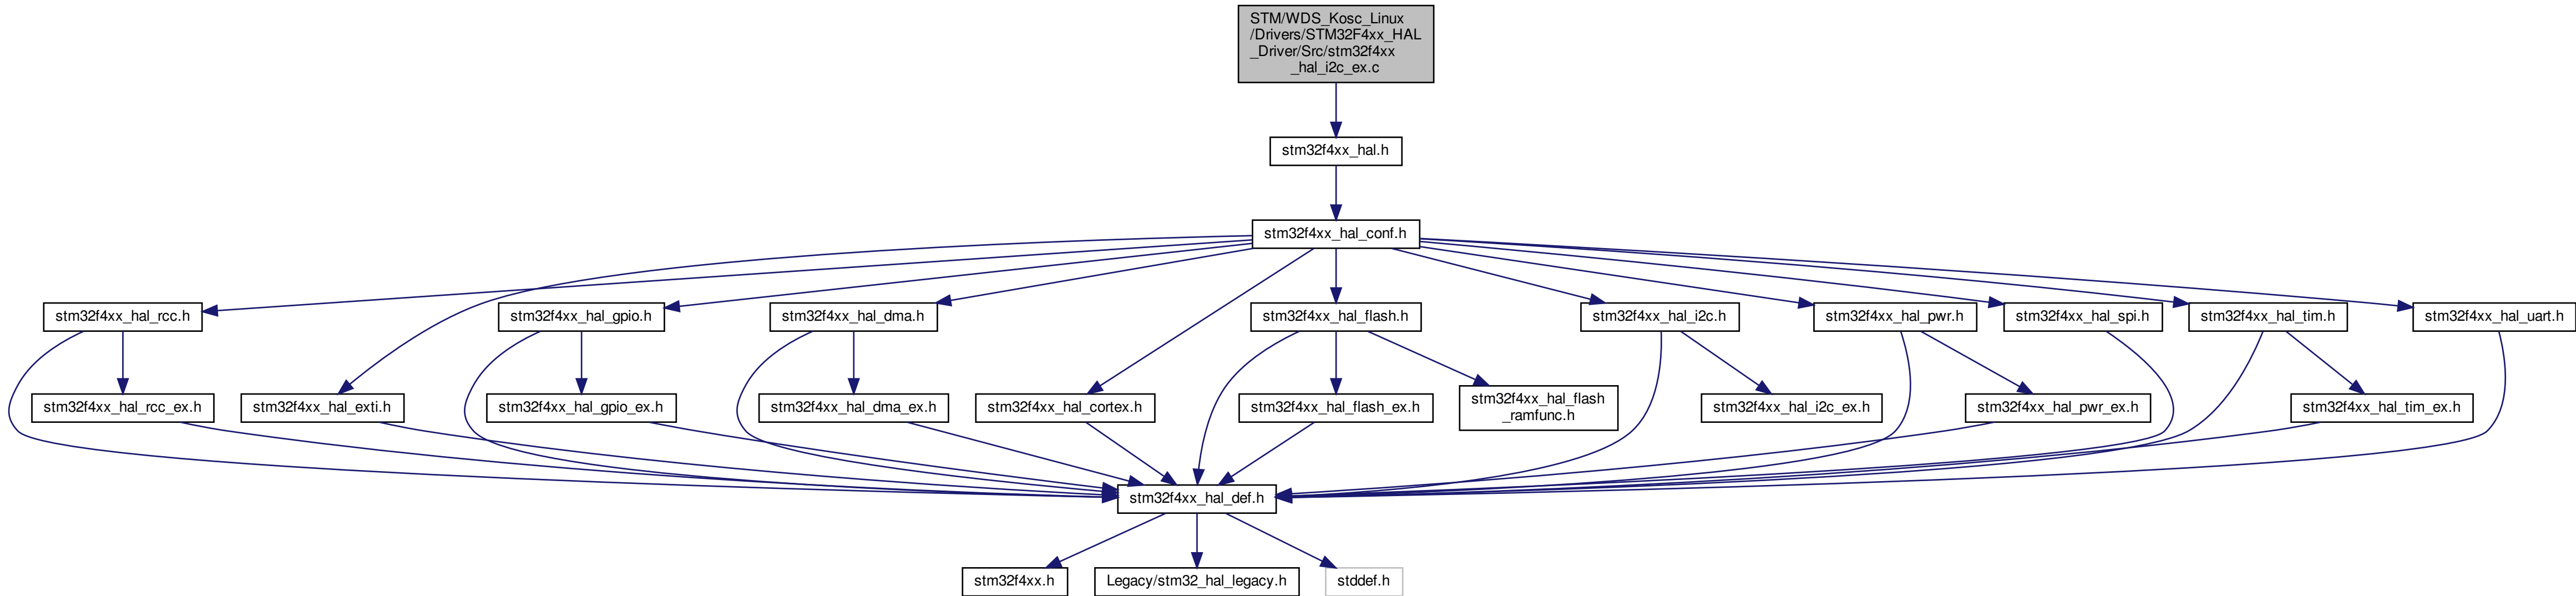 STM/WDS_Kosc_Linux
/Drivers/STM32F4xx_HAL
_Driver/Src/stm32f4xx
_hal_i2c_ex.c
stm32f4xx_hal.h
stm32f4xx_hal_conf.h
stm32f4xx_hal_rcc.h
stm32f4xx_hal_gpio.h
stm32f4xx_hal_dma.h
stm32f4xx_hal_flash.h
stm32f4xx_hal_i2c.h
stm32f4xx_hal_pwr.h
stm32f4xx_hal_spi.h
stm32f4xx_hal_tim.h
stm32f4xx_hal_uart.h
stm32f4xx_hal_rcc_ex.h
stm32f4xx_hal_exti.h
stm32f4xx_hal_gpio_ex.h
stm32f4xx_hal_dma_ex.h
stm32f4xx_hal_cortex.h
stm32f4xx_hal_flash_ex.h
stm32f4xx_hal_flash
_ramfunc.h
stm32f4xx_hal_i2c_ex.h
stm32f4xx_hal_pwr_ex.h
stm32f4xx_hal_tim_ex.h
stm32f4xx_hal_def.h
stm32f4xx.h
Legacy/stm32_hal_legacy.h
stddef.h